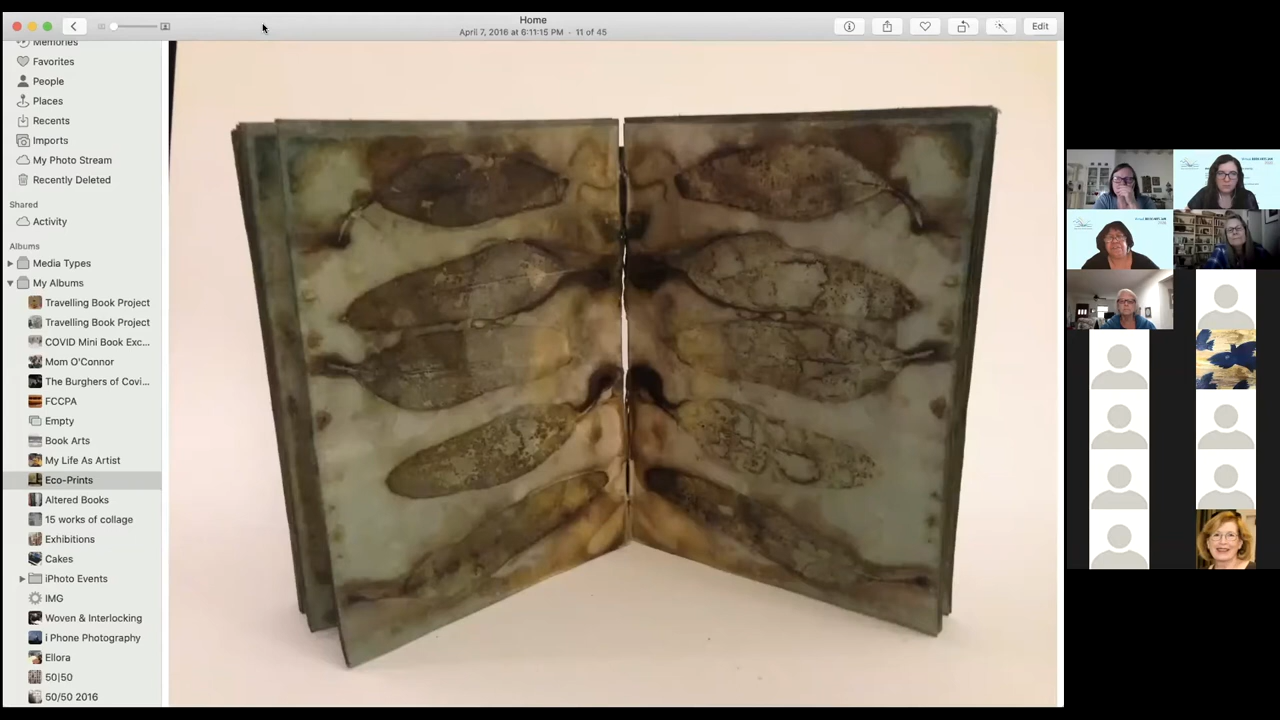 Home
April 7, 2016 at 6:11:15 PM · 11 of 45
Edit
Memories
Favorites
People
Places
Recents
Imports
My Photo Stream
Recently Deleted
Shared
Activity
Albums
Media Types
My Albums
Travelling Book Project
Travelling Book Project
COVID Mini Book Exc...
Mom O'Connor
The Burghers of Covi...
FCCPA
Empty
Book Arts
My Life As Artist
Eco-Prints
Altered Books
15 works of collage
Exhibitions
Cakes
iPhoto Events
IMG
Woven & Interlocking
i Phone Photography
Ellora
50|50
50/50 2016